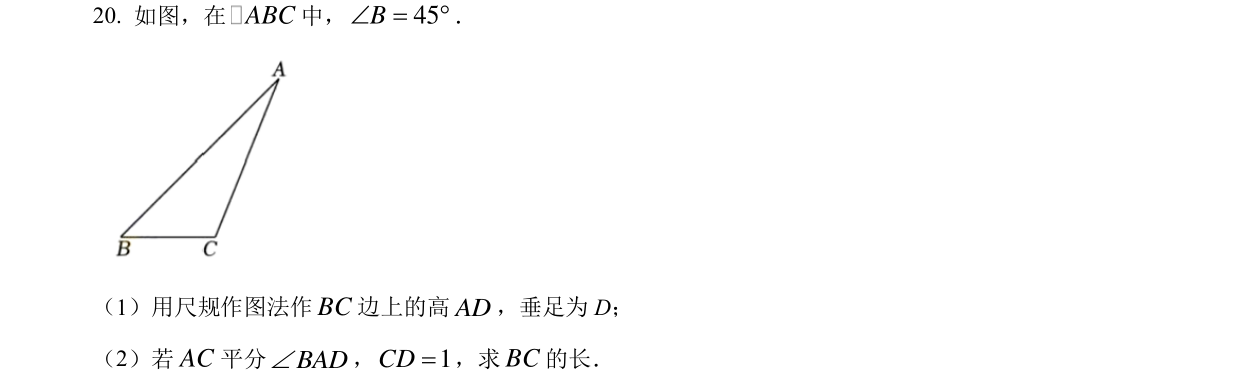 20. 如图，在□ABC 中，∠B = 45°．
A
B C
（1）用尺规作图法作 BC 边上的高 AD，垂足为 D；
（2）若 AC 平分∠BAD，CD =1，求 BC 的长．